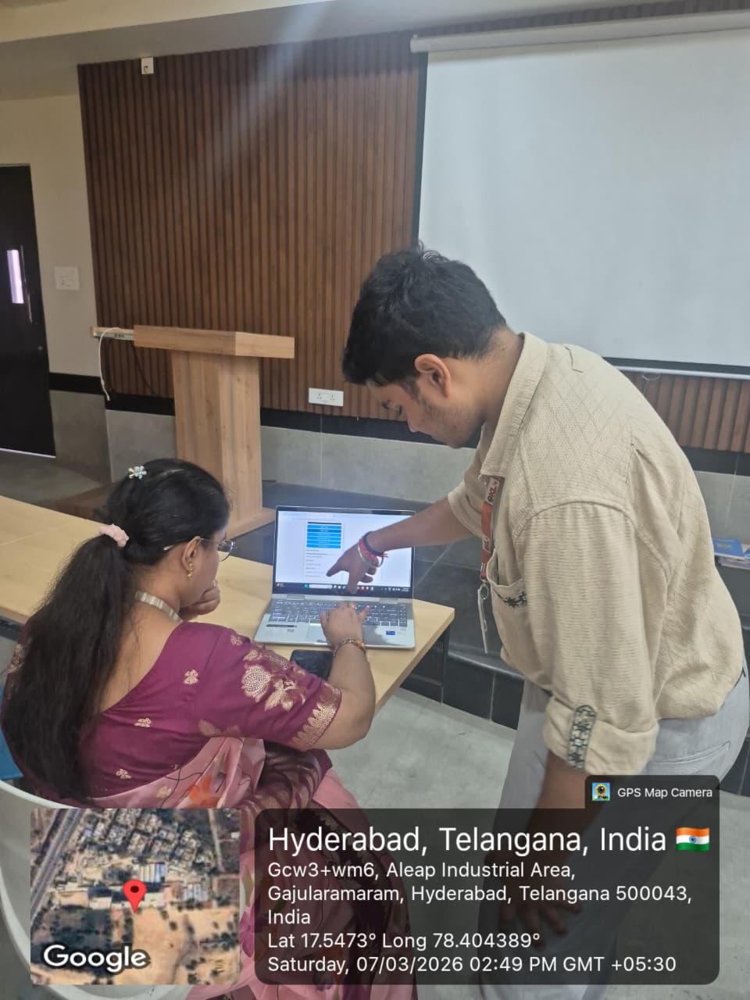 GPS Map Camera
Hyderabad, Telangana, India
Gcw3+wm6, Aleap Industrial Area,
Gajularamaram, Hyderabad, Telangana 500043,
India
Lat 17.5473° Long 78.404389°
Saturday, 07/03/2026 02:49 PM GMT +05:30
Google